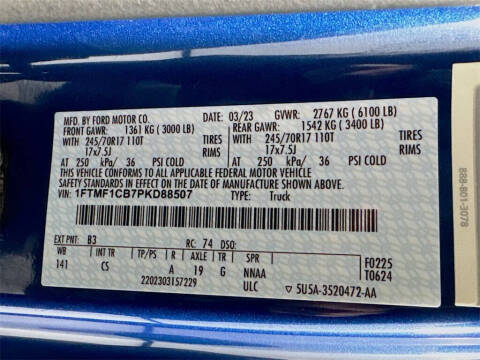 MFD. BY FORD MOTOR CO.
DATE: 03/23 GVWR: 2767 KG ( 6100 LB)
FRONT GAWR: 1361 KG ( 3000 LB) REAR GAWR: 1542 KG ( 3400 LB)
WITH 245/70R17 110T TIRES WITH 245/70R17 110T TIRES
17x7.5J RIMS 17x7.5J RIMS
AT 250 kPa/ 36 PSI COLD AT 250 kPa/ 36 PSI COLD
THIS VEHICLE CONFORMS TO ALL APPLICABLE FEDERAL MOTOR VEHICLE
SAFETY AND THEFT PREVENTION STANDARDS IN EFFECT ON THE DATE OF MANUFACTURE SHOWN ABOVE.
VIN: 1FTMF1CB7PKD88507 TYPE: Truck
EXT PNT: B3 RC: 74 DSO:
WB INT TR TP/PS R AXLE TR SPR F0225
141 CS A 19 G NNAA T0624
2202303157229 ULC 5U5A-3520472-AA
838-B01-3078